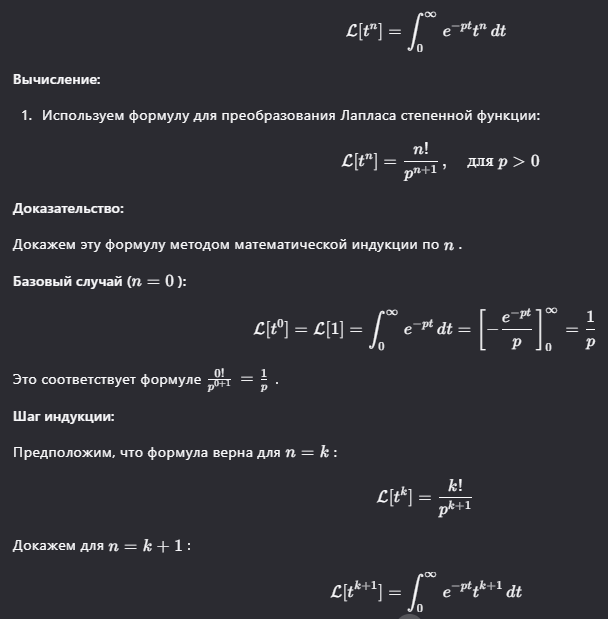 ℒ[tⁿ] = ∫₀^∞ e^{−pt} tⁿ dt
Вычисление:
1. Используем формулу для преобразования Лапласа степенной функции:
ℒ[tⁿ] = n!/p^{n+1} , для p > 0
Доказательство:
Докажем эту формулу методом математической индукции по n .
Базовый случай (n = 0 ):
ℒ[t⁰] = ℒ[1] = ∫₀^∞ e^{−pt} dt = [−e^{−pt}/p]₀^∞ = 1/p
Это соответствует формуле 0!/p^{0+1} = 1/p .
Шаг индукции:
Предположим, что формула верна для n = k :
ℒ[t^k] = k!/p^{k+1}
Докажем для n = k + 1 :
ℒ[t^{k+1}] = ∫₀^∞ e^{−pt} t^{k+1} dt